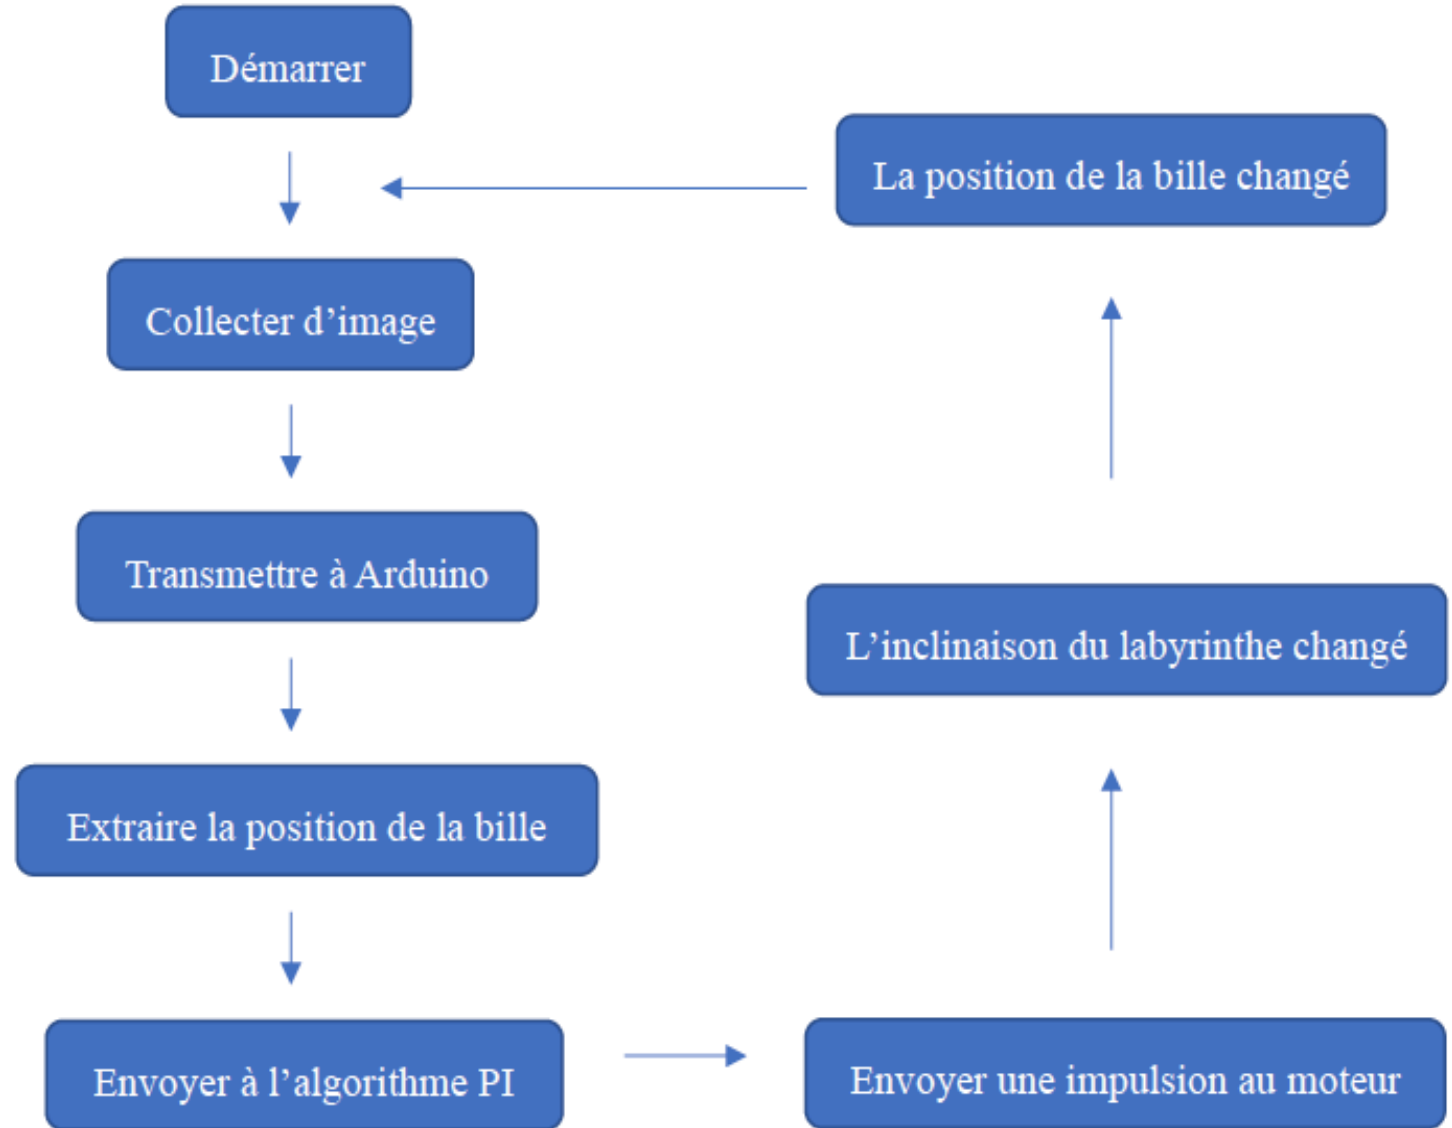 Démarrer
Collecter d’image
Transmettre à Arduino
Extraire la position de la bille
Envoyer à l’algorithme PI
Envoyer une impulsion au moteur
L’inclinaison du labyrinthe changé
La position de la bille changé